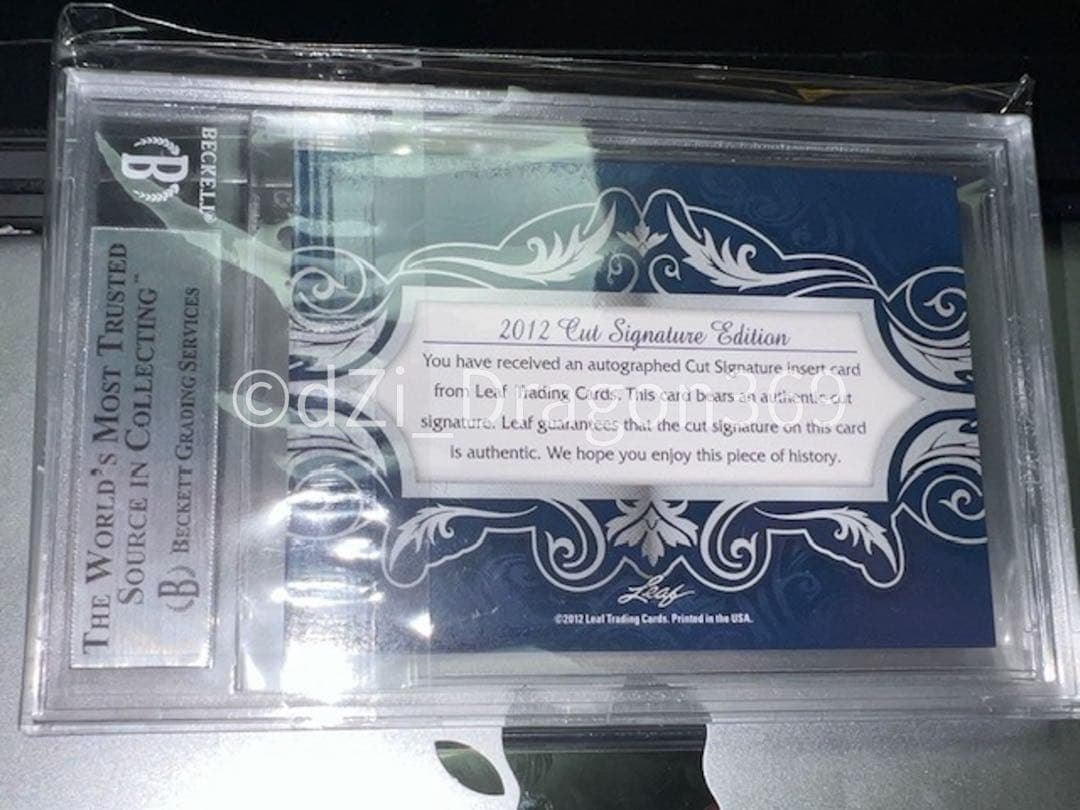 BECKETT
B
THE WORLD'S MOST TRUSTED
SOURCE IN COLLECTING™
B BECKETT GRADING SERVICES
2012 Cut Signature Edition
You have received an autographed Cut Signature insert card
from Leaf Trading Cards. This card bears an authentic cut
signature. Leaf guarantees that the cut signature on this card
is authentic. We hope you enjoy this piece of history.
Leaf
©2012 Leaf Trading Cards. Printed in the USA.
©dZi_Dragon369